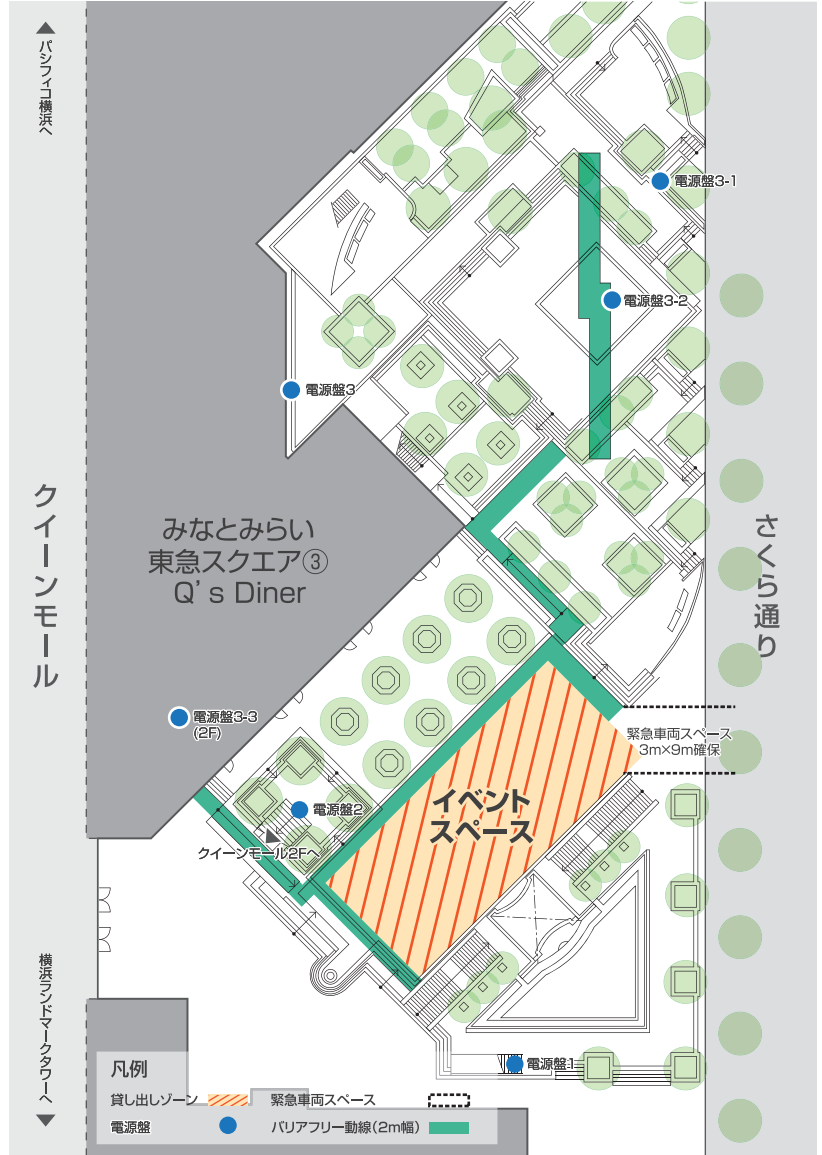 パシフィコ横浜へ
電源盤3-1
電源盤3-2
電源盤3
クイーンモール
みなとみらい
東急スクエア③
Q's Diner
さくら通り
電源盤3-3
(2F)
緊急車両スペース
3m×9m確保
イベント
スペース
電源盤2
クイーンモール2Fへ
横浜ランドマークタワーへ
電源盤1
凡例
貸し出しゾーン
緊急車両スペース
電源盤
バリアフリー動線(2m幅)